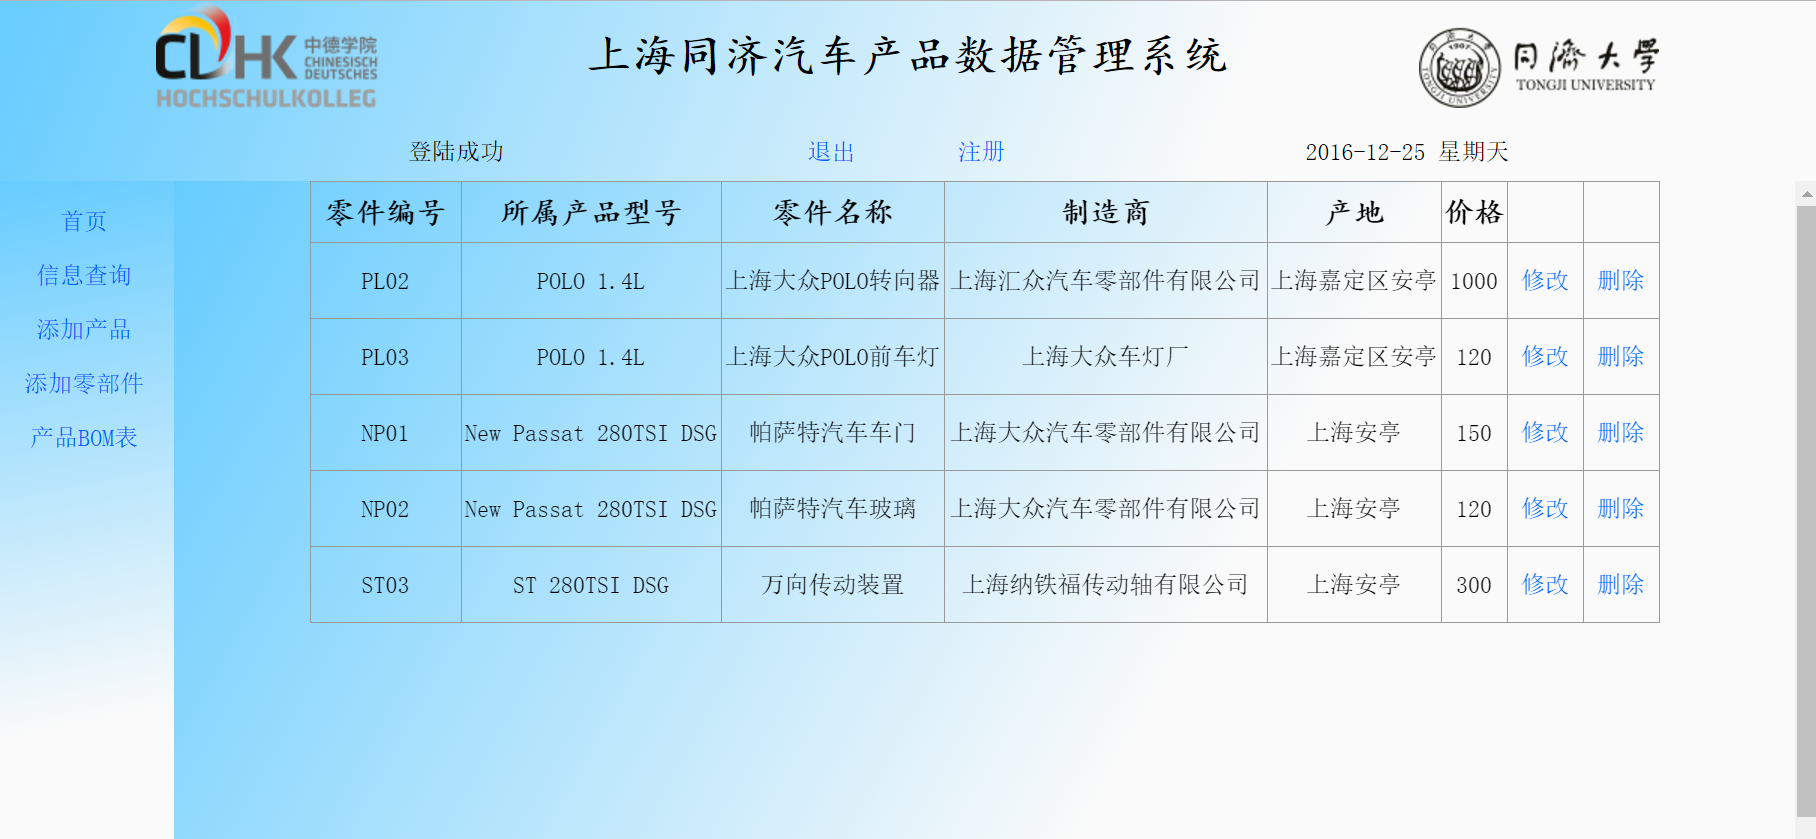 CDHK 中德学院
CHINESISCH
DEUTSCHES
HOCHSCHULKOLLEG
上海同济汽车产品数据管理系统
1907
同濟大學
TONGJI UNIVERSITY
TONGJI UNIVERSITY
登陆成功 退出 注册 2016-12-25 星期天
首页
信息查询
添加产品
添加零部件
产品BOM表
零件编号 所属产品型号 零件名称 制造商 产地 价格
PL02 POLO 1.4L 上海大众POLO转向器 上海汇众汽车零部件有限公司 上海嘉定区安亭 1000 修改 删除
PL03 POLO 1.4L 上海大众POLO前车灯 上海大众车灯厂 上海嘉定区安亭 120 修改 删除
NP01 New Passat 280TSI DSG 帕萨特汽车车门 上海大众汽车零部件有限公司 上海安亭 150 修改 删除
NP02 New Passat 280TSI DSG 帕萨特汽车玻璃 上海大众汽车零部件有限公司 上海安亭 120 修改 删除
ST03 ST 280TSI DSG 万向传动装置 上海纳铁福传动轴有限公司 上海安亭 300 修改 删除